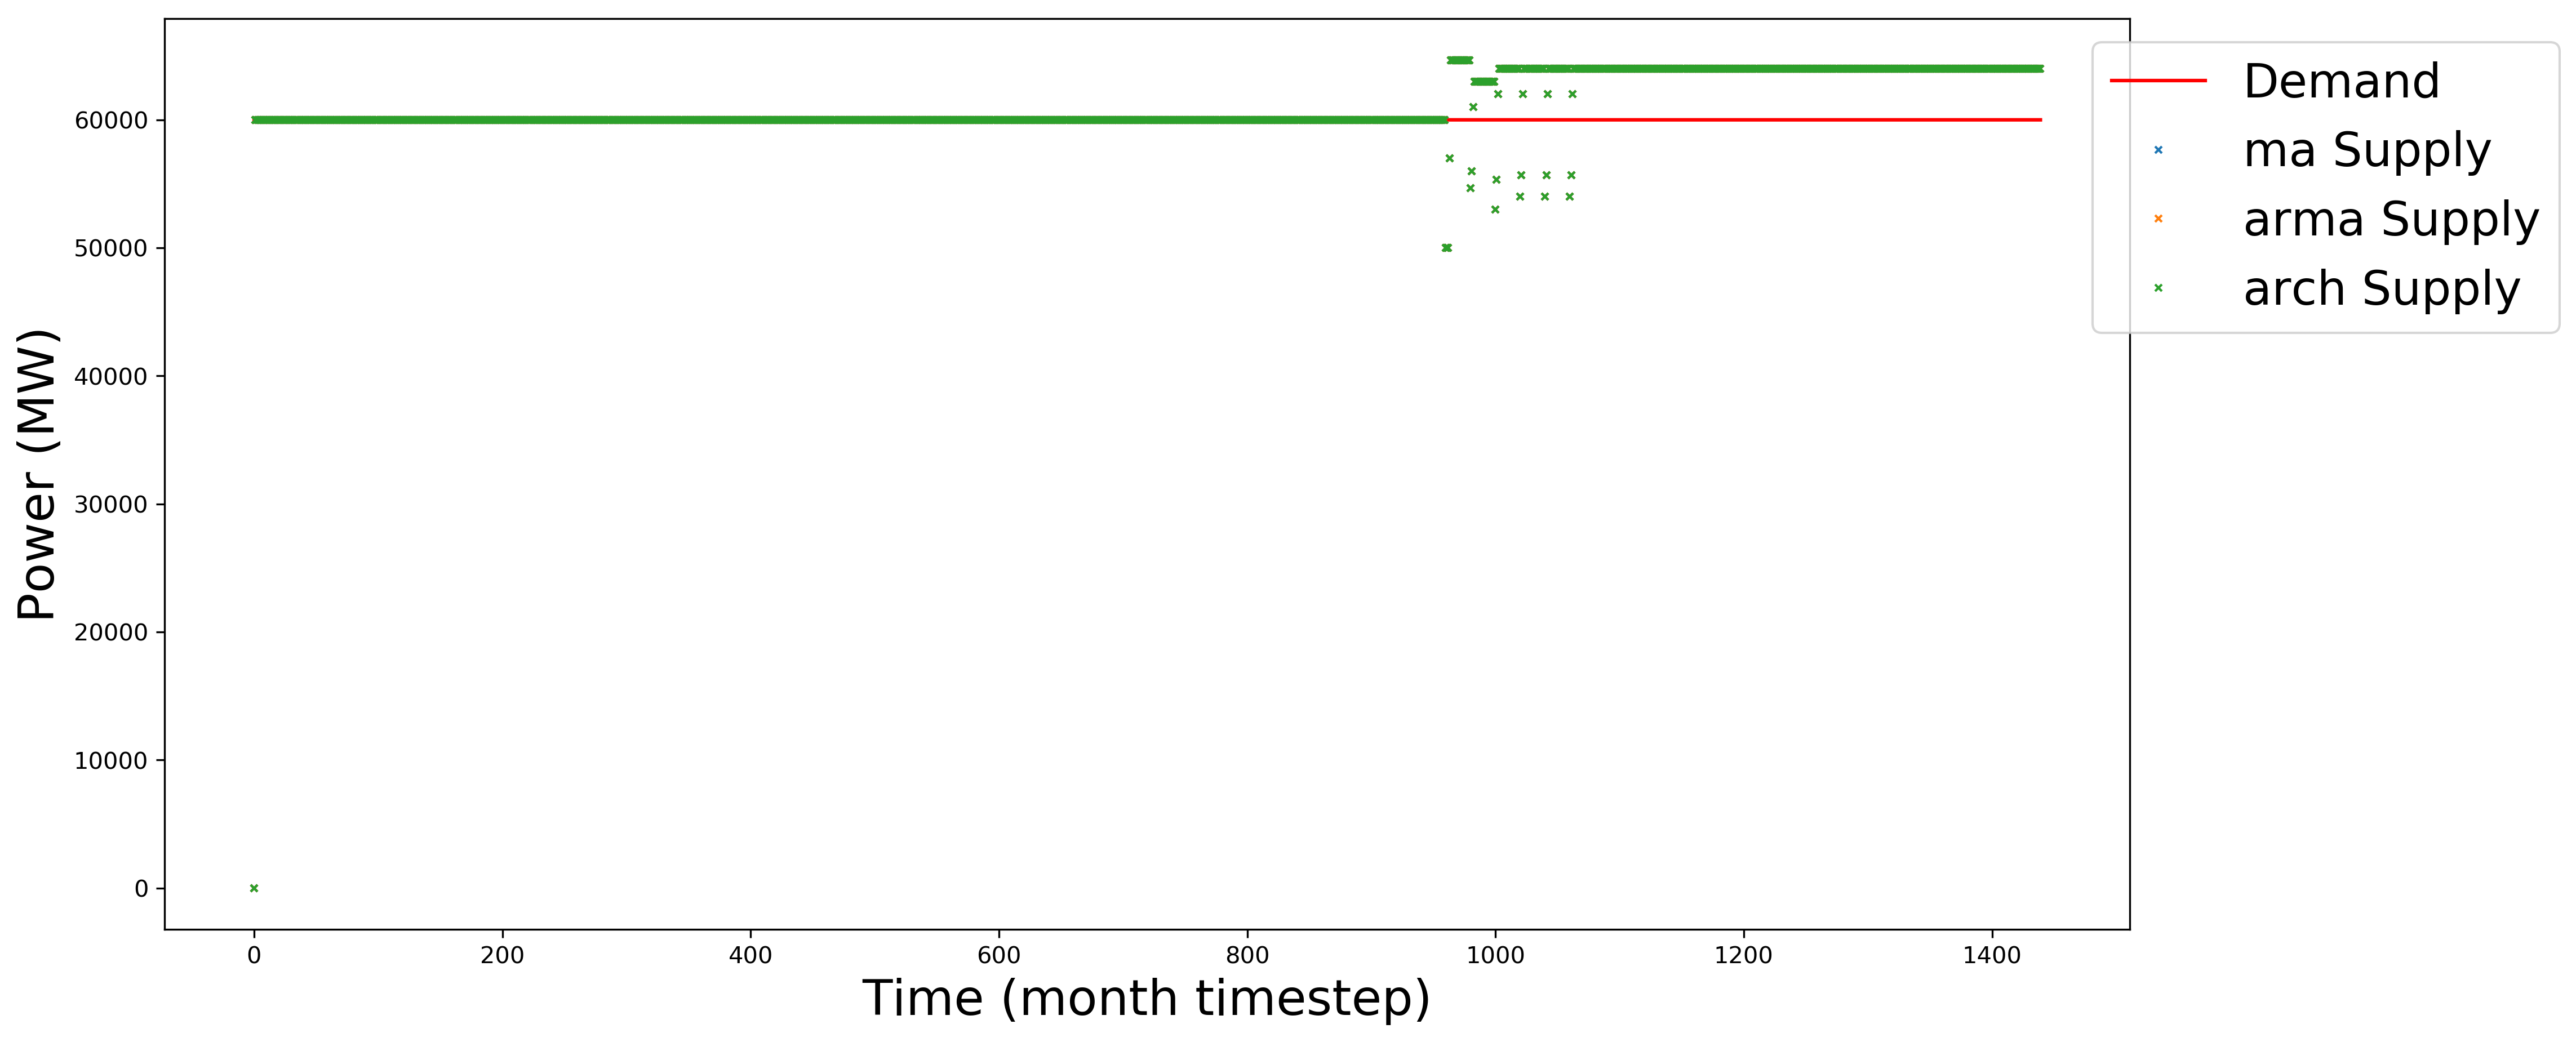 Demand
ma Supply
arma Supply
arch Supply
Power (MW)
60000
50000
40000
30000
20000
10000
0
0 200 400 600 800 1000 1200 1400
Time (month timestep)